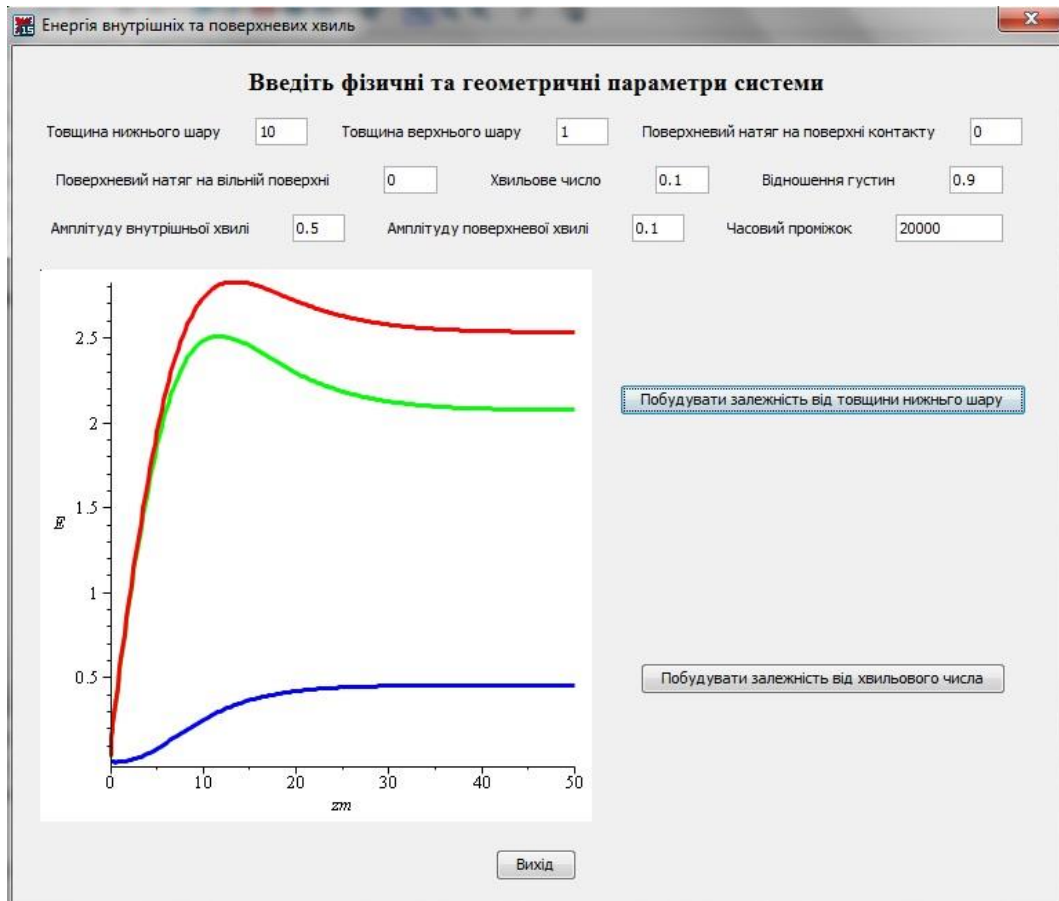 Енергія внутрішніх та поверхневих хвиль
Введіть фізичні та геометричні параметри системи
Товщина нижнього шару 10 Товщина верхнього шару 1 Поверхневий натяг на поверхні контакту 0
Поверхневий натяг на вільній поверхні 0 Хвильове число 0.1 Відношення густин 0.9
Амплітуду внутрішньої хвилі 0.5 Амплітуду поверхневої хвилі 0.1 Часовий проміжок 20000
2.5
2
1.5
E
1
0.5
0 10 20 30 40 50
zm
Побудувати залежність від товщини нижньго шару
Побудувати залежність від хвильового числа
Вихід